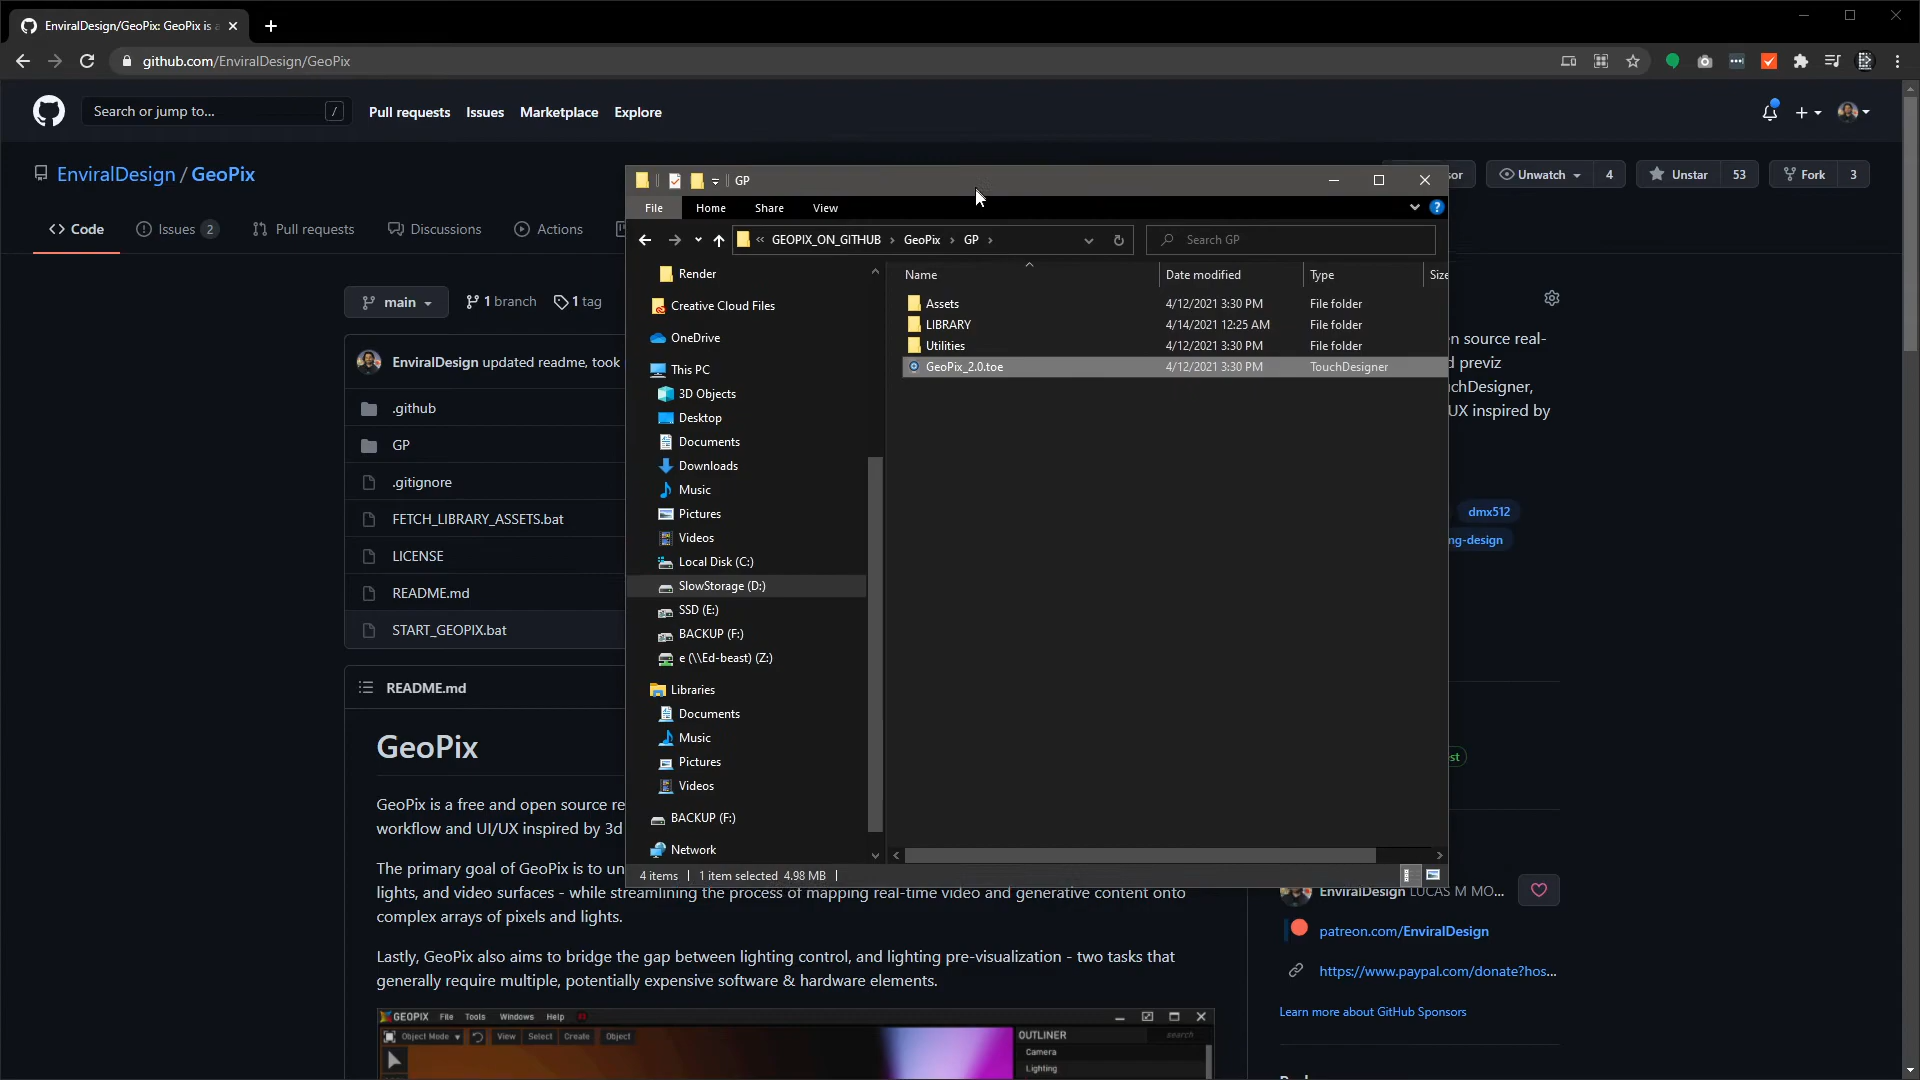 EnviralDesign/GeoPix: GeoPix is a
github.com/EnviralDesign/GeoPix
Search or jump to...
/
Pull requests
Issues
Marketplace
Explore
EnviralDesign / GeoPix
sor
Unwatch
4
Unstar
53
Fork
3
Code
Issues 2
Pull requests
Discussions
Actions
main
1 branch
1 tag
EnviralDesign updated readme, took
.github
GP
.gitignore
FETCH_LIBRARY_ASSETS.bat
LICENSE
README.md
START_GEOPIX.bat
README.md
GeoPix
GeoPix is a free and open source re
workflow and UI/UX inspired by 3d
The primary goal of GeoPix is to un
lights, and video surfaces - while streamlining the process of mapping real-time video and generative content onto
complex arrays of pixels and lights.
Lastly, GeoPix also aims to bridge the gap between lighting control, and lighting pre-visualization - two tasks that
generally require multiple, potentially expensive software & hardware elements.
GEOPIX File Tools Windows Help
Object Mode View Select Create Object
OUTLINER
search
Camera
Lighting
GP
File
Home
Share
View
« GEOPIX_ON_GITHUB › GeoPix › GP ›
Search GP
Render
Creative Cloud Files
OneDrive
This PC
3D Objects
Desktop
Documents
Downloads
Music
Pictures
Videos
Local Disk (C:)
SlowStorage (D:)
SSD (E:)
BACKUP (F:)
e (\\Ed-beast) (Z:)
Libraries
Documents
Music
Pictures
Videos
BACKUP (F:)
Network
Name Date modified Type Size
Assets 4/12/2021 3:30 PM File folder
LIBRARY 4/14/2021 12:25 AM File folder
Utilities 4/12/2021 3:30 PM File folder
GeoPix_2.0.toe 4/12/2021 3:30 PM TouchDesigner
4 items
1 item selected 4.98 MB
n source real-
d previz
uchDesigner,
UX inspired by
dmx512
ng-design
st
EnviralDesign LUCAS M MO...
patreon.com/EnviralDesign
https://www.paypal.com/donate?hos...
Learn more about GitHub Sponsors